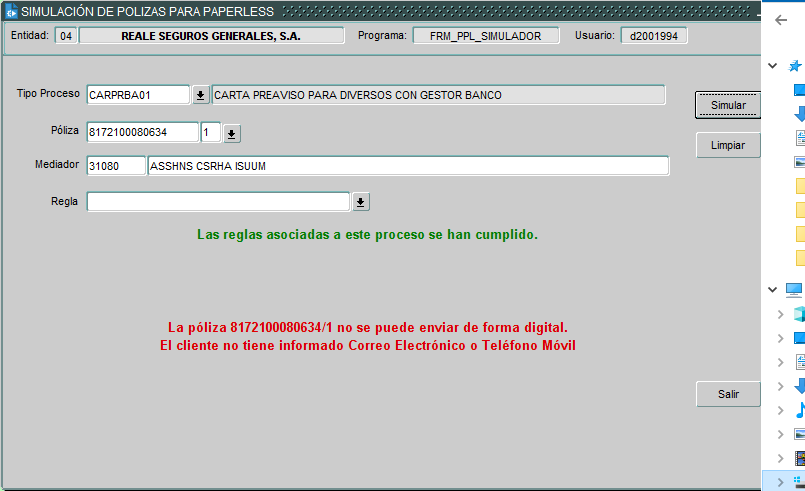 SIMULACIÓN DE POLIZAS PARA PAPERLESS
Entidad: 04 REALE SEGUROS GENERALES, S.A. Programa: FRM_PPL_SIMULADOR Usuario: d2001994
Tipo Proceso CARPRBA01 CARTA PREAVISO PARA DIVERSOS CON GESTOR BANCO
Simular
Póliza 8172100080634 1
Limpiar
Mediador 31080 ASSHNS CSRHA ISUUM
Regla
Las reglas asociadas a este proceso se han cumplido.
La póliza 8172100080634/1 no se puede enviar de forma digital.
El cliente no tiene informado Correo Electrónico o Teléfono Móvil
Salir